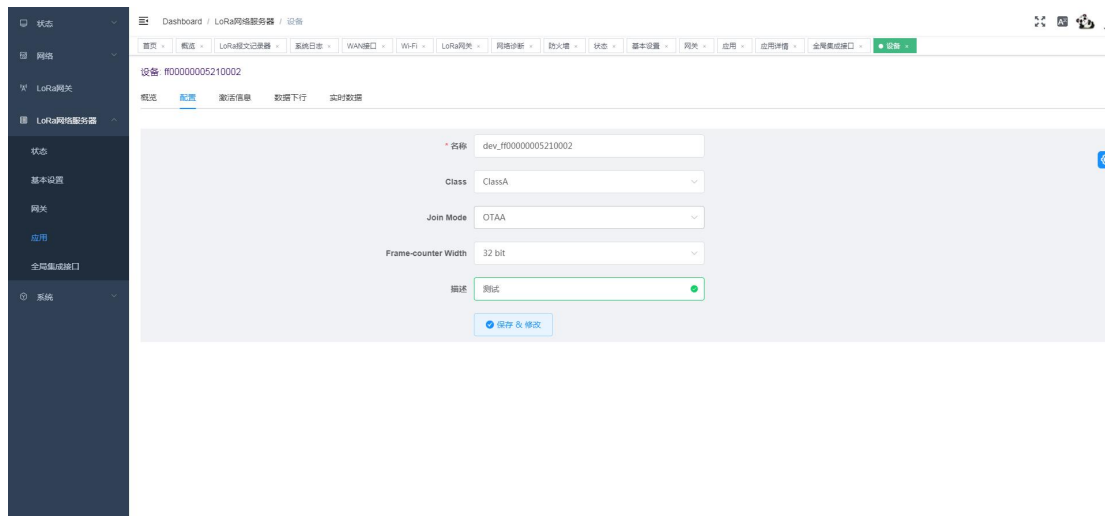 状态
网络
LoRa网关
LoRa网络服务器
状态
基本设置
网关
应用
全局集成接口
系统
Dashboard / LoRa网络服务器 / 设备
首页 × 概览 × LoRa报文记录器 × 系统日志 × WAN接口 × Wi-Fi × LoRa网关 × 网络诊断 × 防火墙 × 状态 × 基本设置 × 网关 × 应用 × 应用详情 × 全局集成接口 × 设备 ×
设备: ff00000005210002
概览 配置 激活信息 数据下行 实时数据
* 名称 dev_ff00000005210002
Class ClassA
Join Mode OTAA
Frame-counter Width 32 bit
描述 测试
保存 & 修改